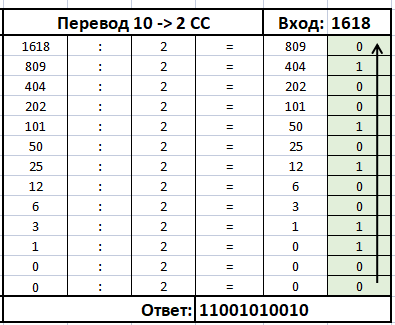 Перевод 10 -> 2 СС Вход: 1618
1618 : 2 = 809 0
809 : 2 = 404 1
404 : 2 = 202 0
202 : 2 = 101 0
101 : 2 = 50 1
50 : 2 = 25 0
25 : 2 = 12 1
12 : 2 = 6 0
6 : 2 = 3 0
3 : 2 = 1 1
1 : 2 = 0 1
0 : 2 = 0 0
0 : 2 = 0 0
Ответ: 11001010010